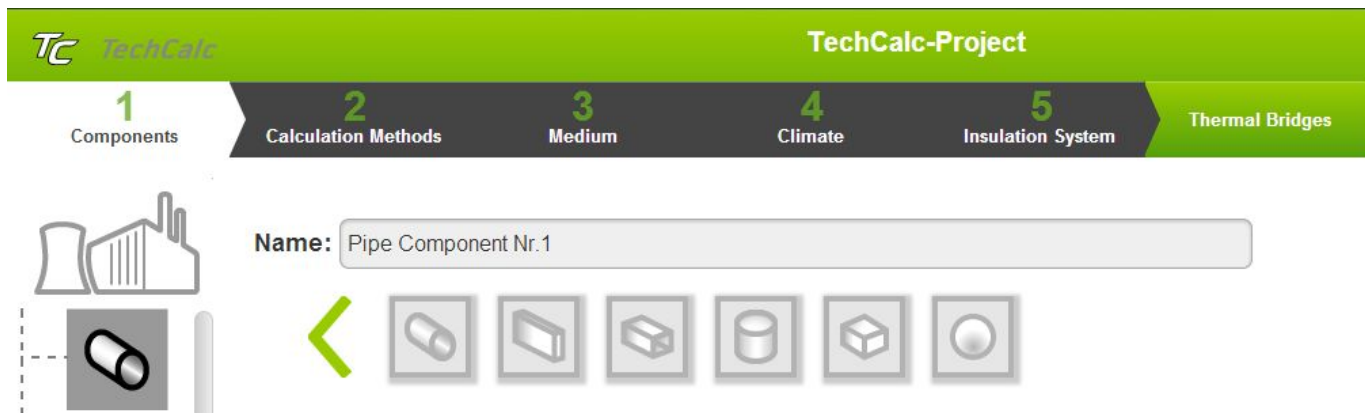 TC TechCalc
TechCalc-Project
1
Components
2
Calculation Methods
3
Medium
4
Climate
5
Insulation System
Thermal Bridges
Name: Pipe Component Nr.1